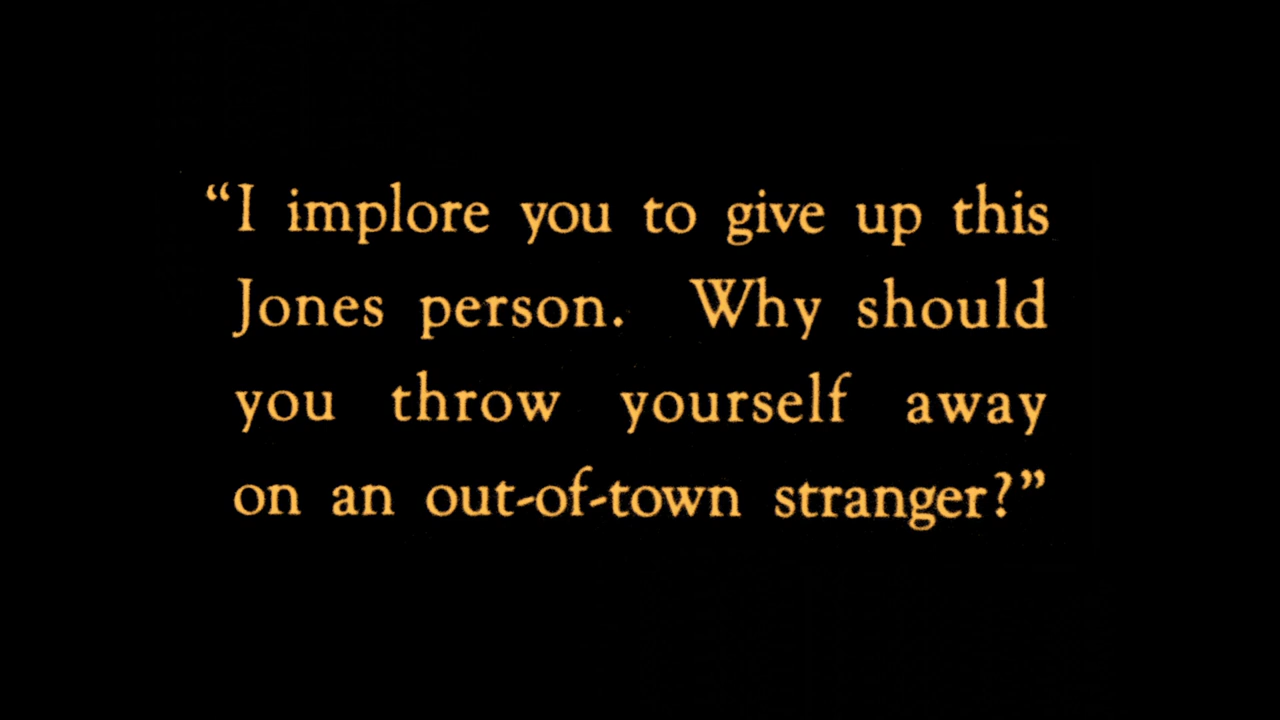 “I implore you to give up this
Jones person. Why should
you throw yourself away
on an out-of-town stranger?”